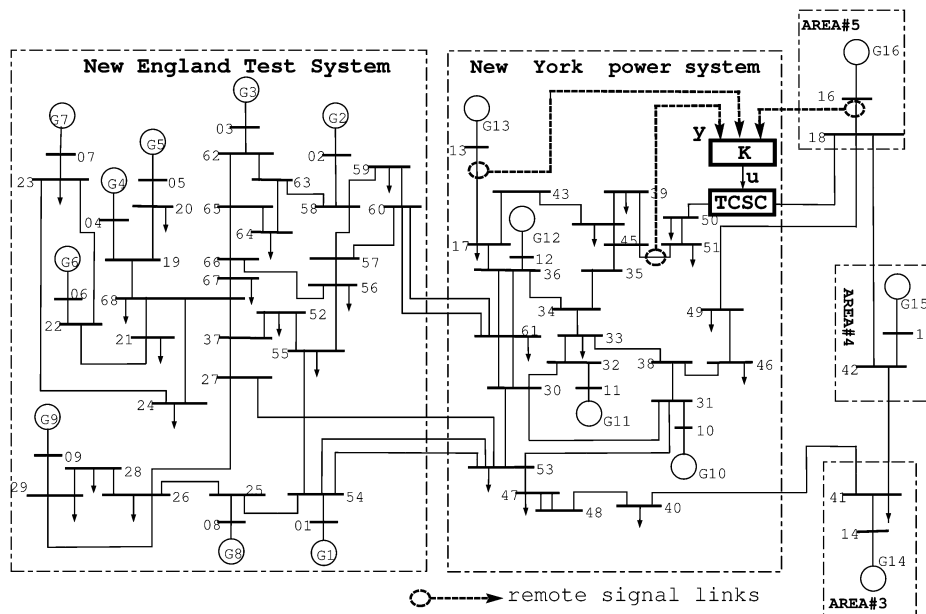 AREA#5
G16
16
18
New England Test System
New York power system
G3
G7
G5
G2
G4
G6
03
07
62
02
59
63
23
05
20
04
65
58
60
64
19
66
57
67
68
06
56
22
52
21
37
55
27
24
G9
09
28
29
26
25
54
08
01
G8
G1
G13
13
y
K
u
TCSC
43
39
50
G12
45
51
17
12
36
35
34
49
61
33
32
38
46
30
11
31
G11
10
G10
53
47
48
40
AREA#4
G15
1
42
41
14
G14
AREA#3
remote signal links